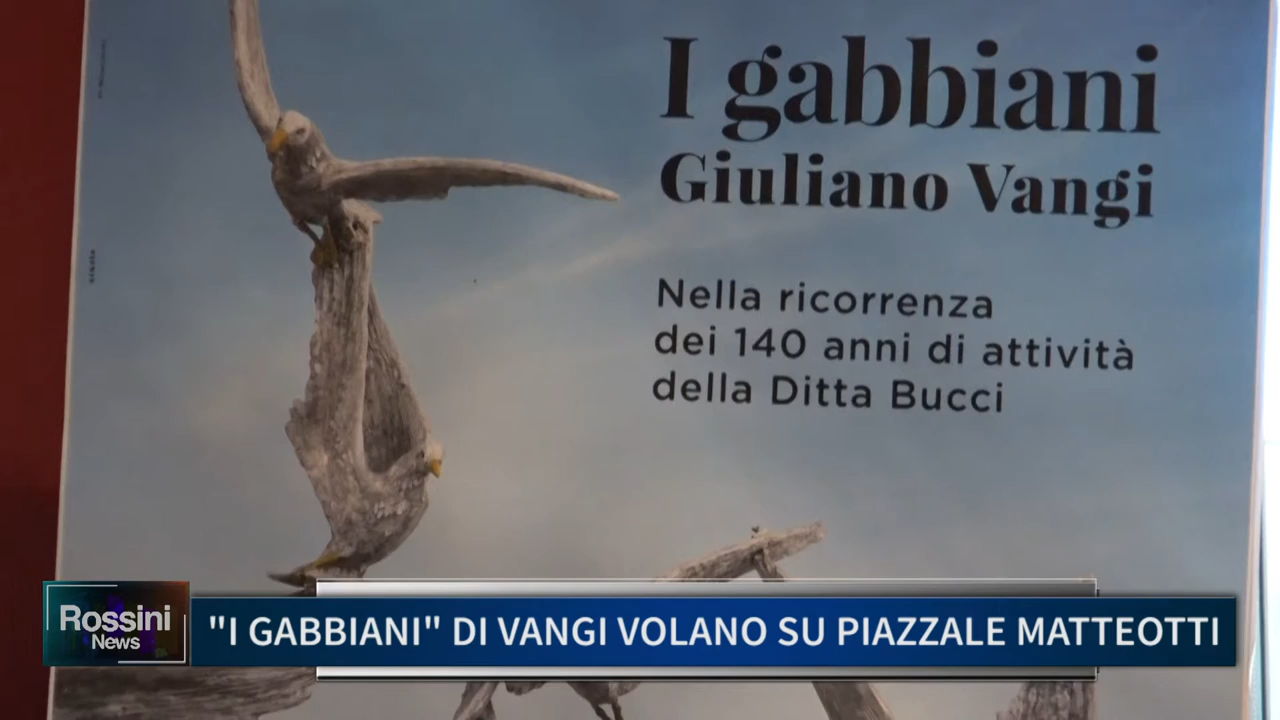 I gabbiani
Giuliano Vangi
Nella ricorrenza
dei 140 anni di attività
della Ditta Bucci
Rossini
News
"I GABBIANI" DI VANGI VOLANO SU PIAZZALE MATTEOTTI